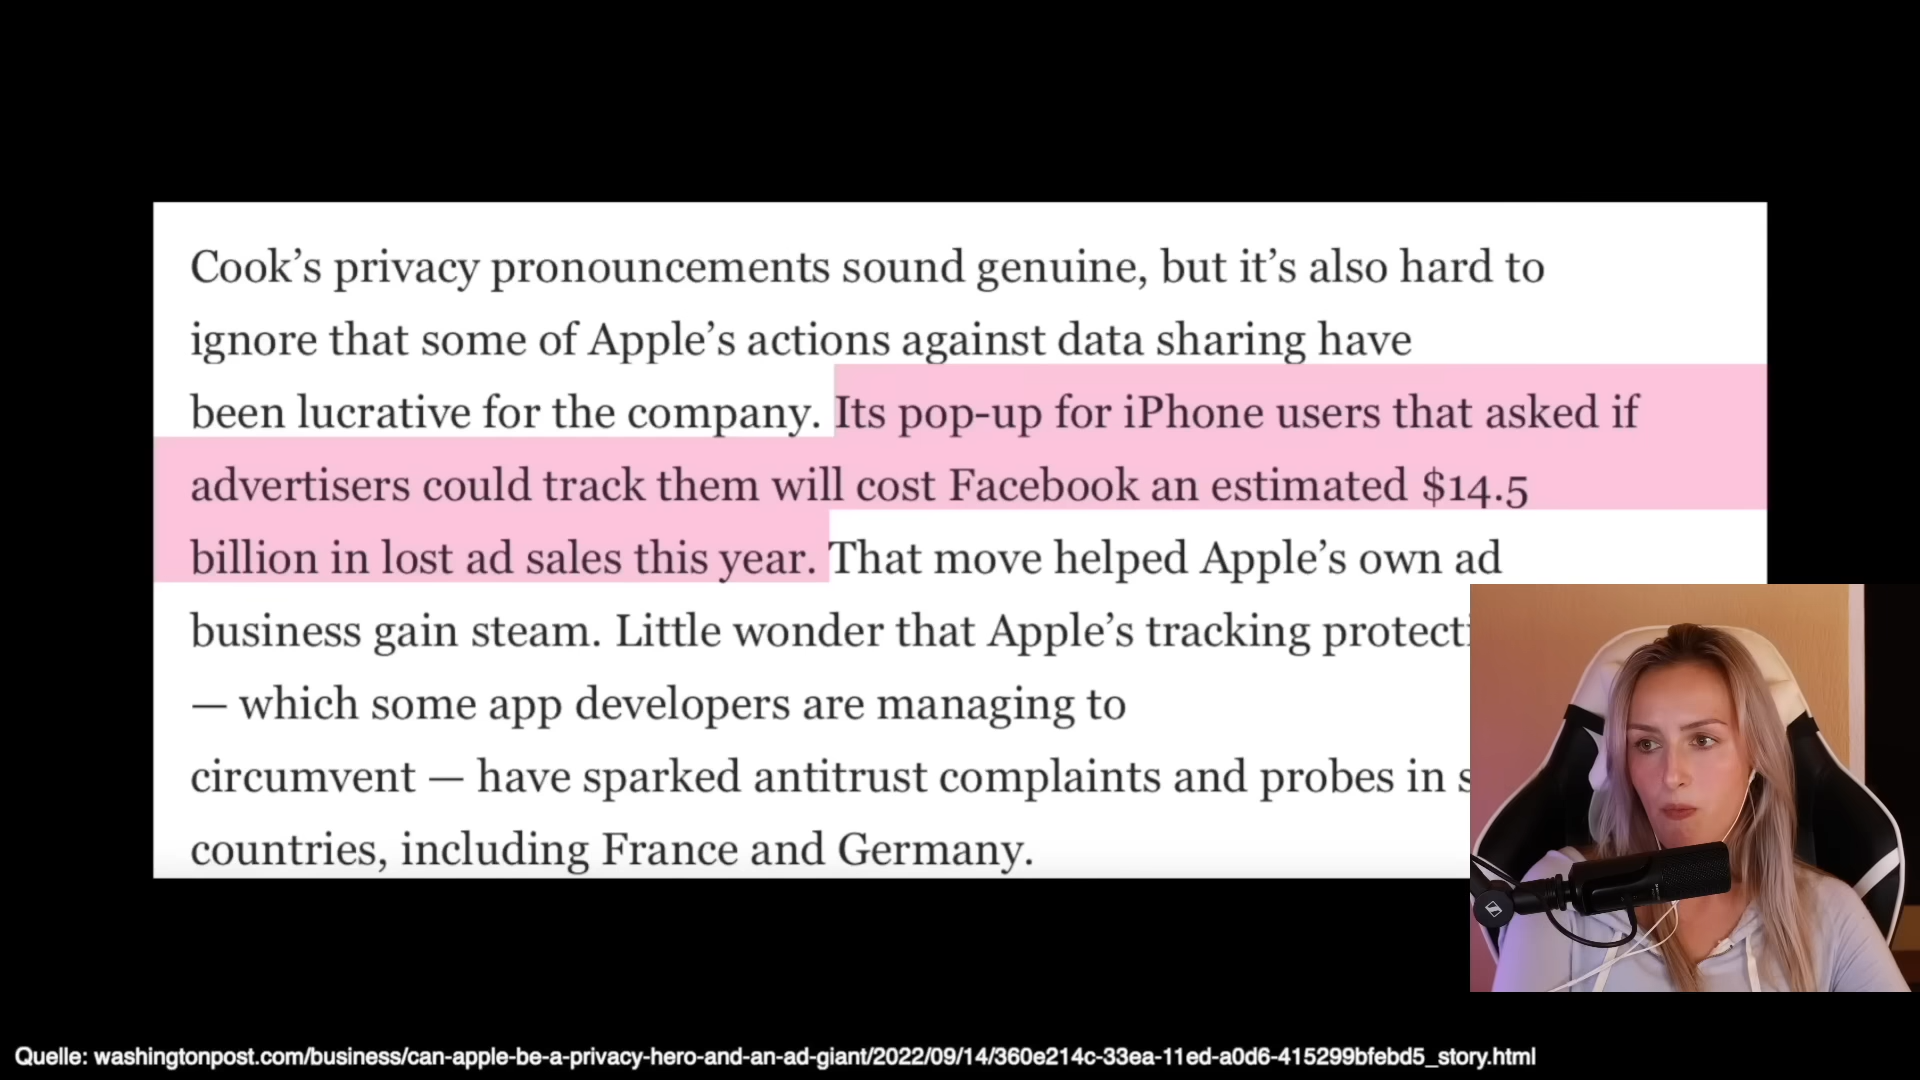 Cook’s privacy pronouncements sound genuine, but it’s also hard to
ignore that some of Apple’s actions against data sharing have
been lucrative for the company. Its pop-up for iPhone users that asked if
advertisers could track them will cost Facebook an estimated $14.5
billion in lost ad sales this year. That move helped Apple’s own ad
business gain steam. Little wonder that Apple’s tracking
— which some app developers are managing to
circumvent — have sparked antitrust complaints and probes in
countries, including France and Germany.
Quelle: washingtonpost.com/business/can-apple-be-a-privacy-hero-and-an-ad-giant/2022/09/14/360e214c-33ea-11ed-a0d6-415299bfebd5_story.html